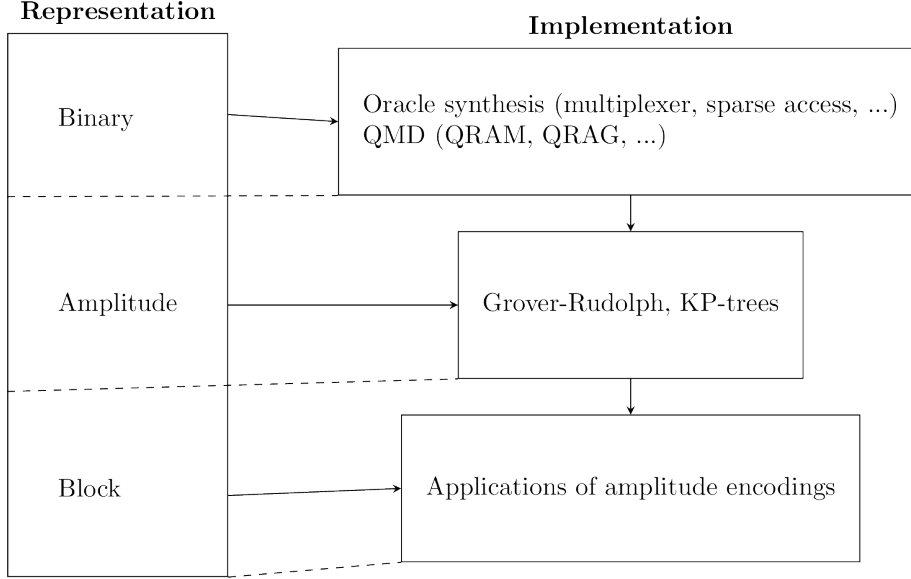 Representation
Implementation
Binary
Oracle synthesis (multiplexer, sparse access, ...)
QMD (QRAM, QRAG, ...)
Amplitude
Grover-Rudolph, KP-trees
Block
Applications of amplitude encodings